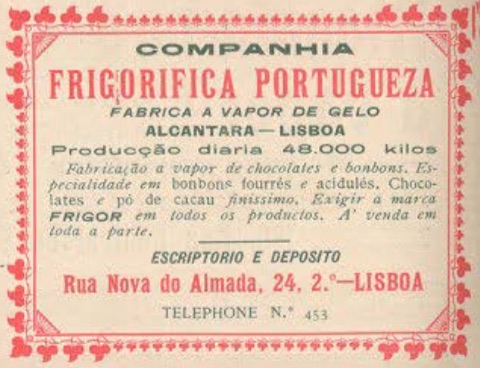 COMPANHIA
FRIGORIFICA PORTUGUEZA
FABRICA A VAPOR DE GELO
ALCANTARA — LISBOA
Producção diaria 48.000 kilos
Fabricação a vapor de chocolates e bonbons. Es-
pecialidade em bonbons fourrés e acidulés. Choco-
lates e pó de cacau finissimo. Exigir a marca
FRIGOR em todos os productos. A' venda em
toda a parte.
ESCRIPTORIO E DEPOSITO
Rua Nova do Almada, 24, 2.º—LISBOA
TELEPHONE N.º 453